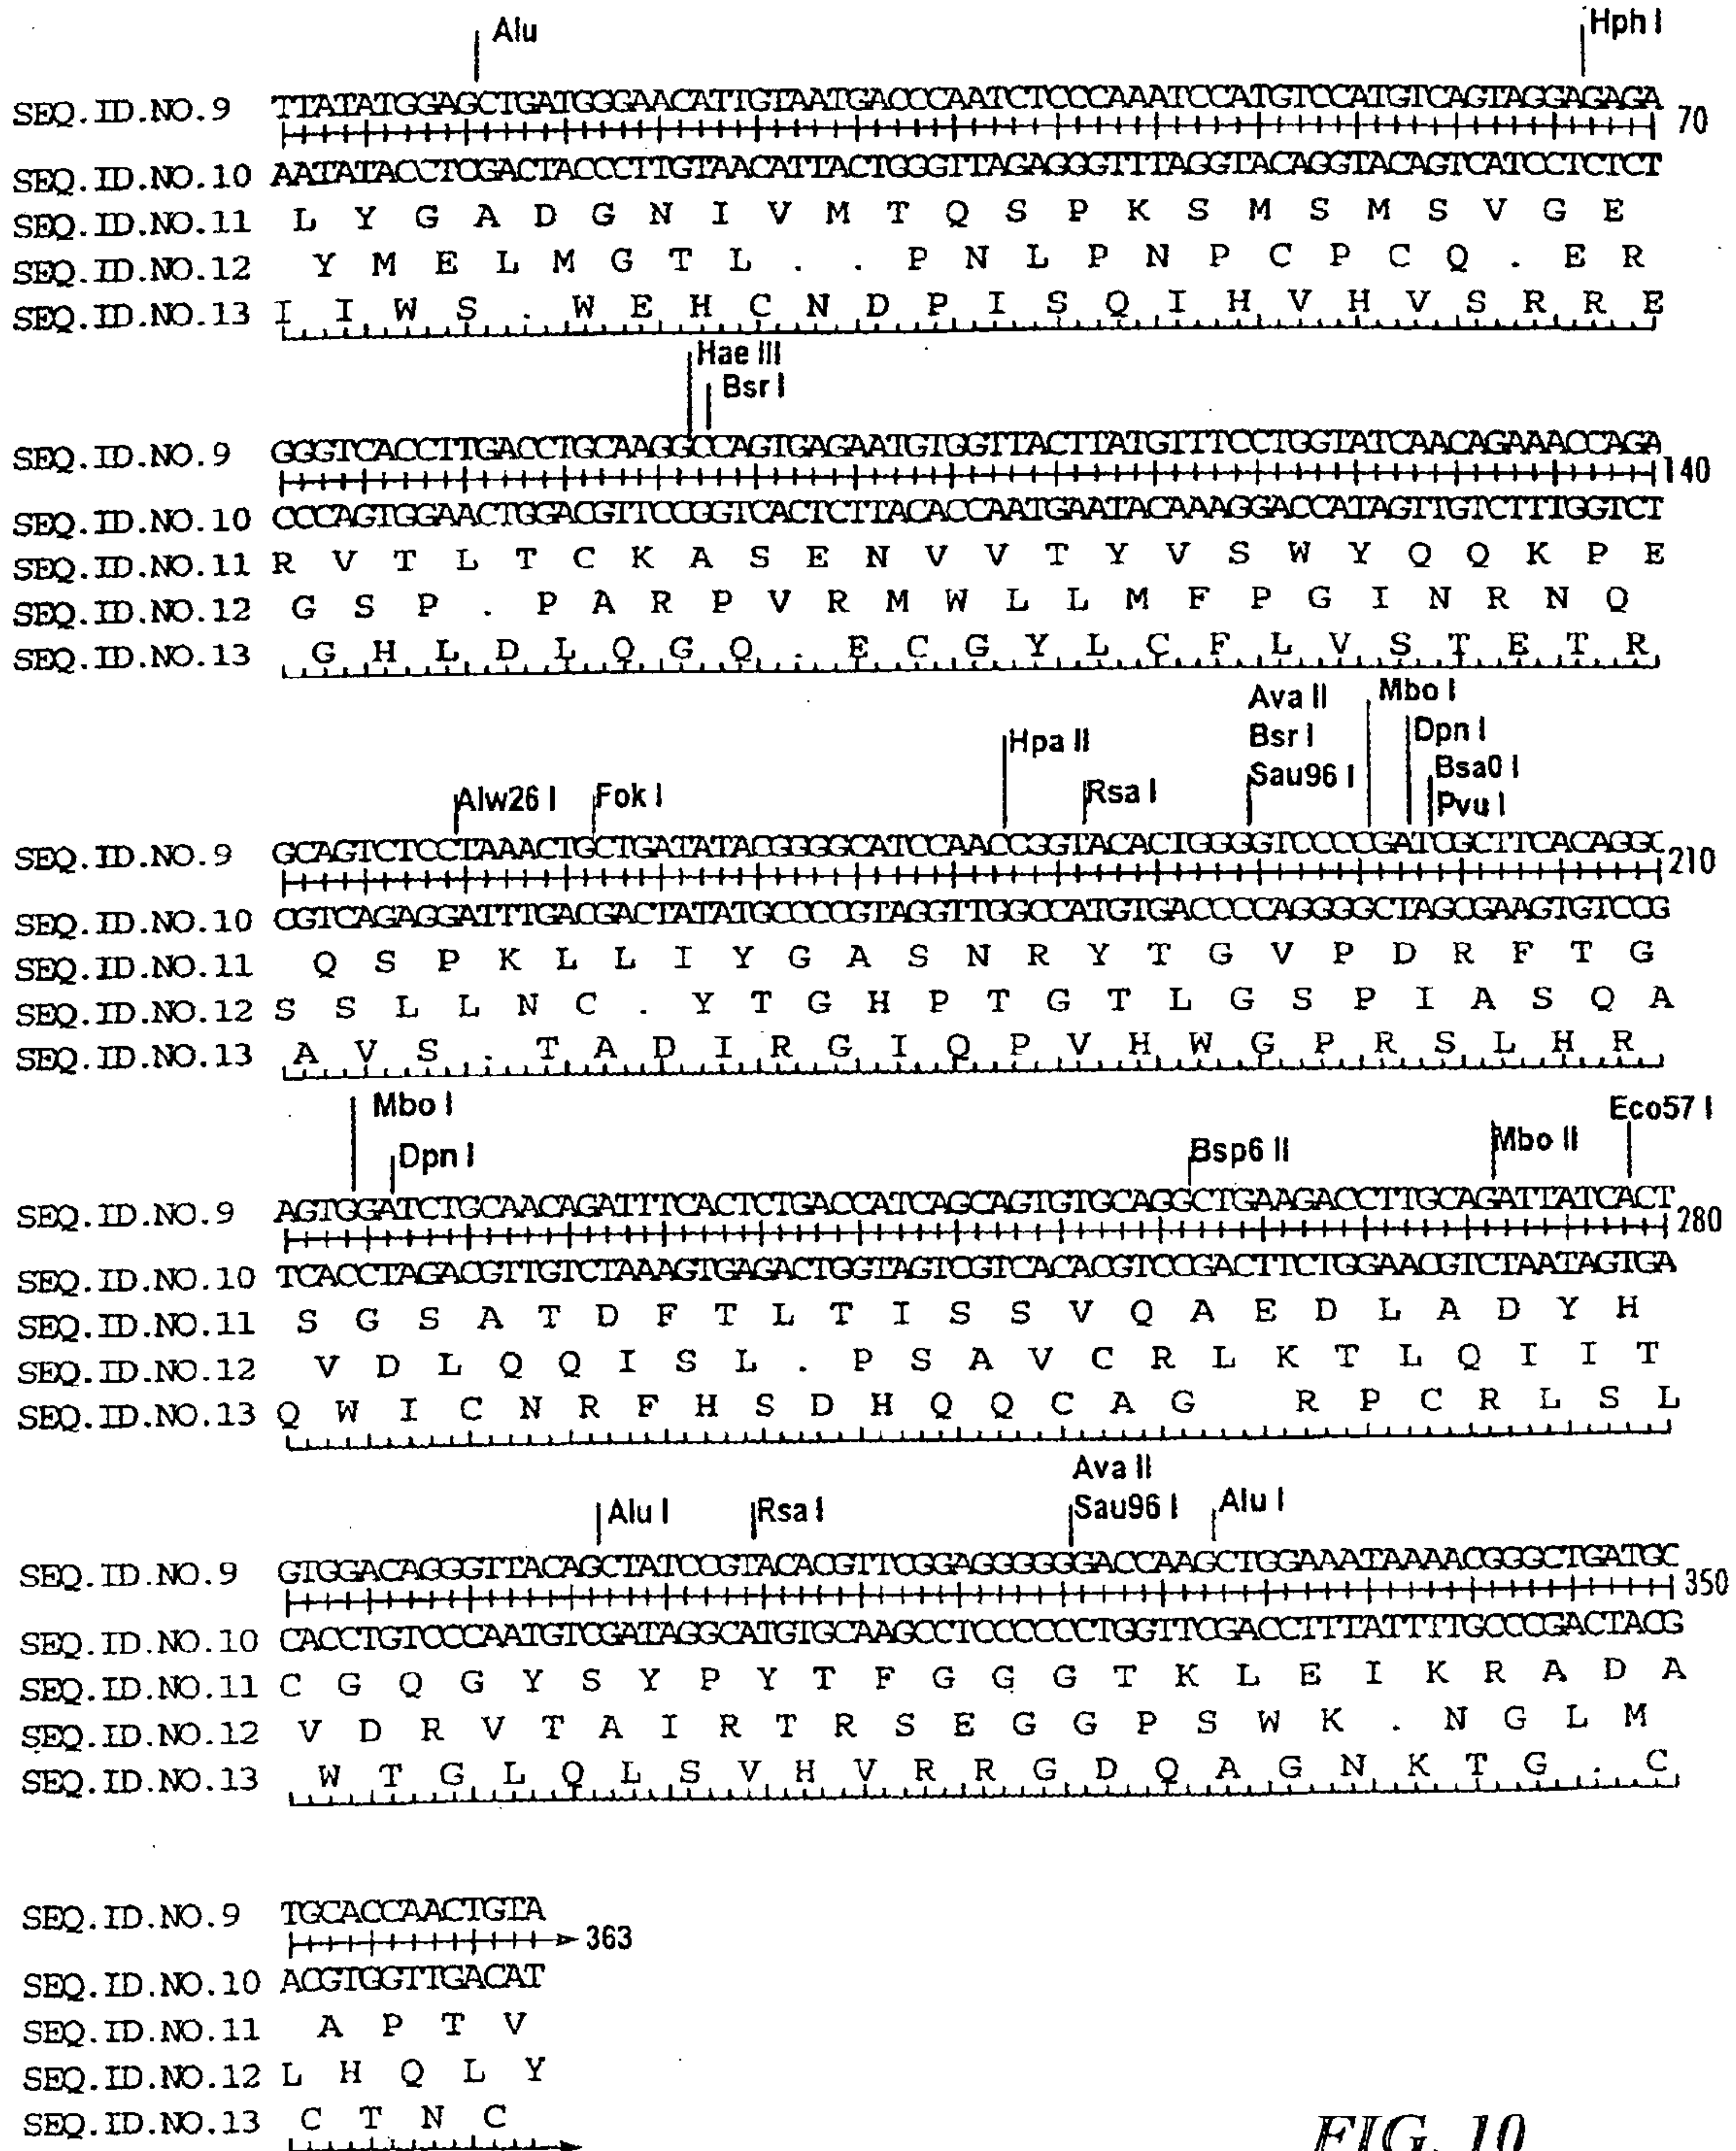 Alu
Hph I
SEQ.ID.NO.9 TTATATGGAGCTGATGGGAACATTGTAATGACCCAATCTCCCAAATCCATGTCCATGTCAGTAGGAGAGA
70
SEQ.ID.NO.10 AATATACCTCGACTACCCTTGTAACATTACTGGGTTAGAGGGTTTAGGTACAGGTACAGTCATCCTCTCT
SEQ.ID.NO.11 L Y G A D G N I V M T Q S P K S M S M S V G E
SEQ.ID.NO.12 Y M E L M G T L . . P N L P N P C P C Q . E R
SEQ.ID.NO.13 I I W S . W E H C N D P I S Q I H V H V S R R E
Hae III
Bsr I
SEQ.ID.NO.9 GGGTCACCTTGACCTGCAAGGCCAGTGAGAATGTGGTTACTTATGTTTCCTGGTATCAACAGAAACCAGA
140
SEQ.ID.NO.10 CCCAGTGGAACTGGACGTTCCGGTCACTCTTACACCAATGAATACAAAGGACCATAGTTGTCTTTGGTCT
SEQ.ID.NO.11 R V T L T C K A S E N V V T Y V S W Y Q Q K P E
SEQ.ID.NO.12 G S P . P A R P V R M W L L M F P G I N R N Q
SEQ.ID.NO.13 G H L D L Q G Q . E C G Y L C F L V S T E T R
Ava II Mbo I
Hpa II Bsr I Dpn I
Alw26 I Fok I Rsa I Sau96 I Bsa0 I
Pvu I
SEQ.ID.NO.9 GCAGTCTCCTAAACTGCTGATATACGGGGCATCCAACCGGTACACTGGGGTCCCCGATCGCTTCACAGGC
210
SEQ.ID.NO.10 CGTCAGAGGATTTGACGACTATATGCCCCGTAGGTTGGCCATGTGACCCCAGGGGCTAGCGAAGTGTCCG
SEQ.ID.NO.11 Q S P K L L I Y G A S N R Y T G V P D R F T G
SEQ.ID.NO.12 S S L L N C . Y T G H P T G T L G S P I A S Q A
SEQ.ID.NO.13 A V S . T A D I R G I Q P V H W G P R S L H R
Mbo I Eco57 I
Dpn I Bsp6 II Mbo II
SEQ.ID.NO.9 AGTGGATCTGCAACAGATTTCACTCTGACCATCAGCAGTGTGCAGGCTGAAGACCTTGCAGATTATCACT
280
SEQ.ID.NO.10 TCACCTAGACGTTGTCTAAAGTGAGACTGGTAGTCGTCACACGTCCGACTTCTGGAACGTCTAATAGTGA
SEQ.ID.NO.11 S G S A T D F T L T I S S V Q A E D L A D Y H
SEQ.ID.NO.12 V D L Q Q I S L . P S A V C R L K T L Q I I T
SEQ.ID.NO.13 Q W I C N R F H S D H Q Q C A G R P C R L S L
Ava II
Alu I Rsa I Sau96 I Alu I
SEQ.ID.NO.9 GTGGACAGGGTTACAGCTATCCGTACACGTTCGGAGGGGGGACCAAGCTGGAAATAAAACGGGCTGATGC
350
SEQ.ID.NO.10 CACCTGTCCCAATGTCGATAGGCATGTGCAAGCCTCCCCCCTGGTTCGACCTTTATTTTGCCCGACTACG
SEQ.ID.NO.11 C G Q G Y S Y P Y T F G G G T K L E I K R A D A
SEQ.ID.NO.12 V D R V T A I R T R S E G G P S W K . N G L M
SEQ.ID.NO.13 W T G L Q L S V H V R R G D Q A G N K T G . C
SEQ.ID.NO.9 TGCACCAACTGTA
363
SEQ.ID.NO.10 ACGTGGTTGACAT
SEQ.ID.NO.11 A P T V
SEQ.ID.NO.12 L H Q L Y
SEQ.ID.NO.13 C T N C
FIG. 10